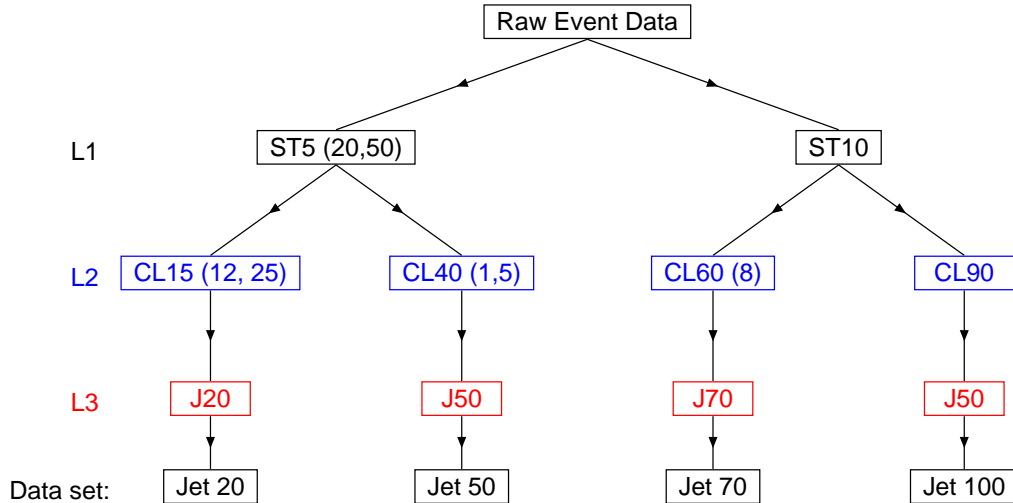 Raw Event Data
L1 ST5 (20,50) ST10
L2 CL15 (12, 25) CL40 (1,5) CL60 (8) CL90
L3 J20 J50 J70 J50
Data set: Jet 20 Jet 50 Jet 70 Jet 100